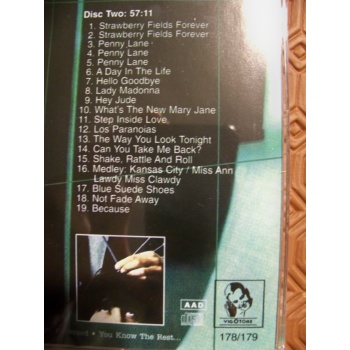 Disc Two: 57:11
1. Strawberry Fields Forever
2. Strawberry Fields Forever
3. Penny Lane
4. Penny Lane
5. Penny Lane
6. A Day In The Life
7. Hello Goodbye
8. Lady Madonna
9. Hey Jude
10. What's The New Mary Jane
11. Step Inside Love
12. Los Paranoias
13. The Way You Look Tonight
14. Can You Take Me Back?
15. Shake, Rattle And Roll
16. Medley: Kansas City / Miss Ann
Lawdy Miss Clawdy
17. Blue Suede Shoes
18. Not Fade Away
19. Because
AAD
VIGOTONE
178/179
• You Know The Rest...